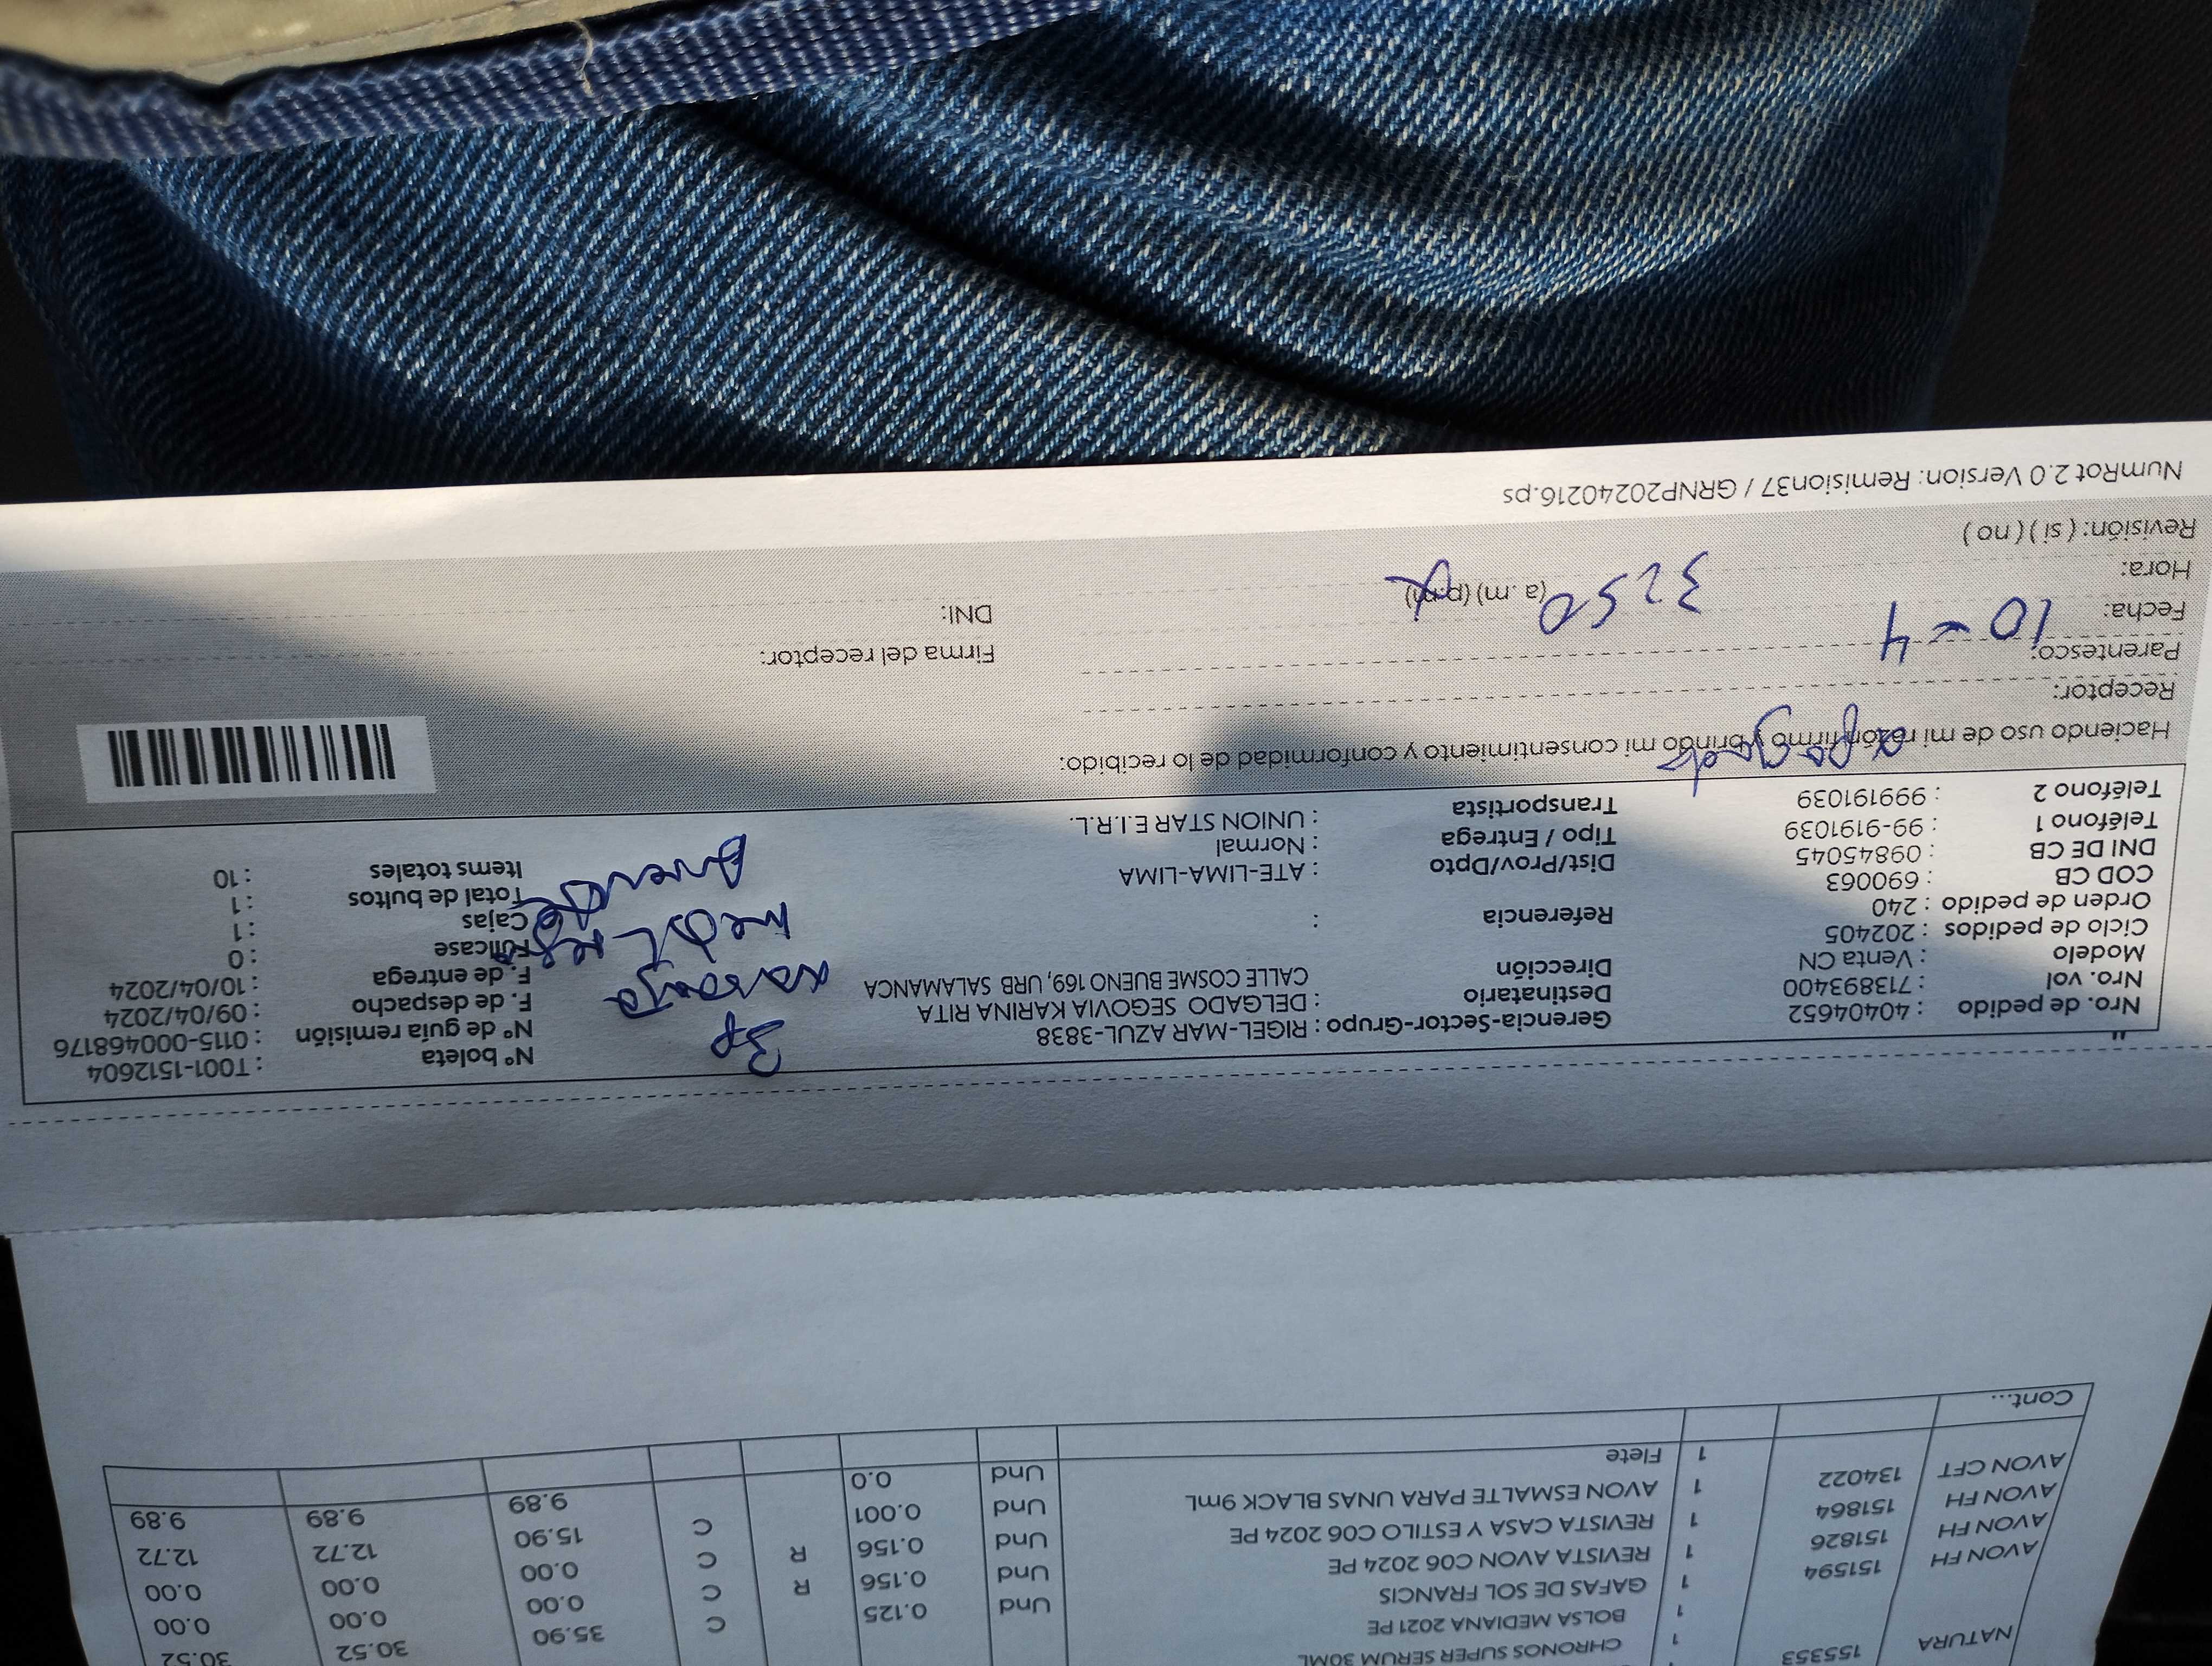 NATURA 155353 1 CHRONOS SUPER SERUM 30ML
1 BOLSA MEDIANA 2021 PE 35.90 30.52 30.52
AVON FH 151594 1 GAFAS DE SOL FRANCIS Und 0.125 C 0.00 0.00 0.00
AVON FH 151826 1 REVISTA AVON C06 2024 PE Und 0.156 R C 0.00 0.00 0.00
AVON FH 151864 1 REVISTA CASA Y ESTILO C06 2024 PE Und 0.156 R C 15.90 12.72 12.72
AVON CFT 134022 1 AVON ESMALTE PARA UNAS BLACK 9mL Und 0.001 C 9.89 9.89 9.89
1 Flete Und 0.0
Cont...
Nro. de pedido : 40404652
Nro. vol : 713893400
Modelo : Venta CN
Ciclo de pedidos : 202405
Orden de pedido : 240
COD CB : 690063
DNI DE CB : 09845045
Teléfono 1 : 99-9191039
Teléfono 2 : 999191039
Gerencia-Sector-Grupo : RIGEL-MAR AZUL-3838
Destinatario : DELGADO SEGOVIA KARINA RITA
Dirección CALLE COSME BUENO 169, URB SALAMANCA
Referencia :
Dist/Prov/Dpto : ATE-LIMA-LIMA
Tipo / Entrega : Normal
Transportista : UNION STAR E.I.R.L.
Nº boleta : T001-1512604
Nº de guía remisión : 0115-000468176
F. de despacho : 09/04/2024
F. de entrega : 10/04/2024
Fullcase : 0
Cajas : 1
Total de bultos : 1
Items totales : 10
3p
Haciendo uso de mi razón firmo y brindo mi consentimiento y conformidad de lo recibido:
Receptor:
Parentesco:
Fecha: 10-4
Hora: 3250 (a.m) (p.m)
Firma del receptor:
DNI:
Revisión: ( si ) ( no )
NumRot 2.0 Version: Remision37 / GRNP20240216.ps